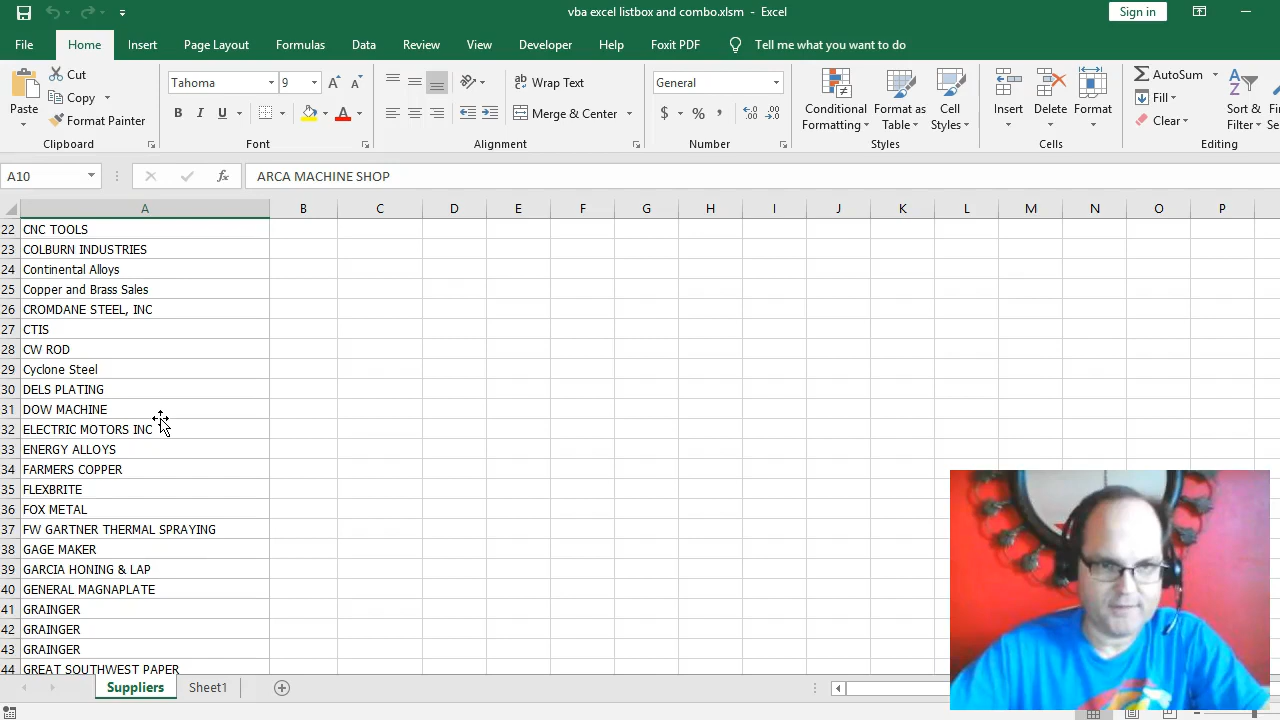 vba excel listbox and combo.xlsm - Excel
Sign in
File Home Insert Page Layout Formulas Data Review View Developer Help Foxit PDF Tell me what you want to do
Paste
Cut
Copy
Format Painter
Clipboard
Tahoma 9
B I U
Font
Wrap Text
Merge & Center
Alignment
General
$ % ,
Number
Conditional Formatting
Format as Table
Cell Styles
Styles
Insert Delete Format
Cells
AutoSum
Fill
Clear
Sort & Filter
Editing
A10 fx ARCA MACHINE SHOP
A B C D E F G H I J K L M N O P
22 CNC TOOLS
23 COLBURN INDUSTRIES
24 Continental Alloys
25 Copper and Brass Sales
26 CROMDANE STEEL, INC
27 CTIS
28 CW ROD
29 Cyclone Steel
30 DELS PLATING
31 DOW MACHINE
32 ELECTRIC MOTORS INC
33 ENERGY ALLOYS
34 FARMERS COPPER
35 FLEXBRITE
36 FOX METAL
37 FW GARTNER THERMAL SPRAYING
38 GAGE MAKER
39 GARCIA HONING & LAP
40 GENERAL MAGNAPLATE
41 GRAINGER
42 GRAINGER
43 GRAINGER
44 GREAT SOUTHWEST PAPER
Suppliers Sheet1